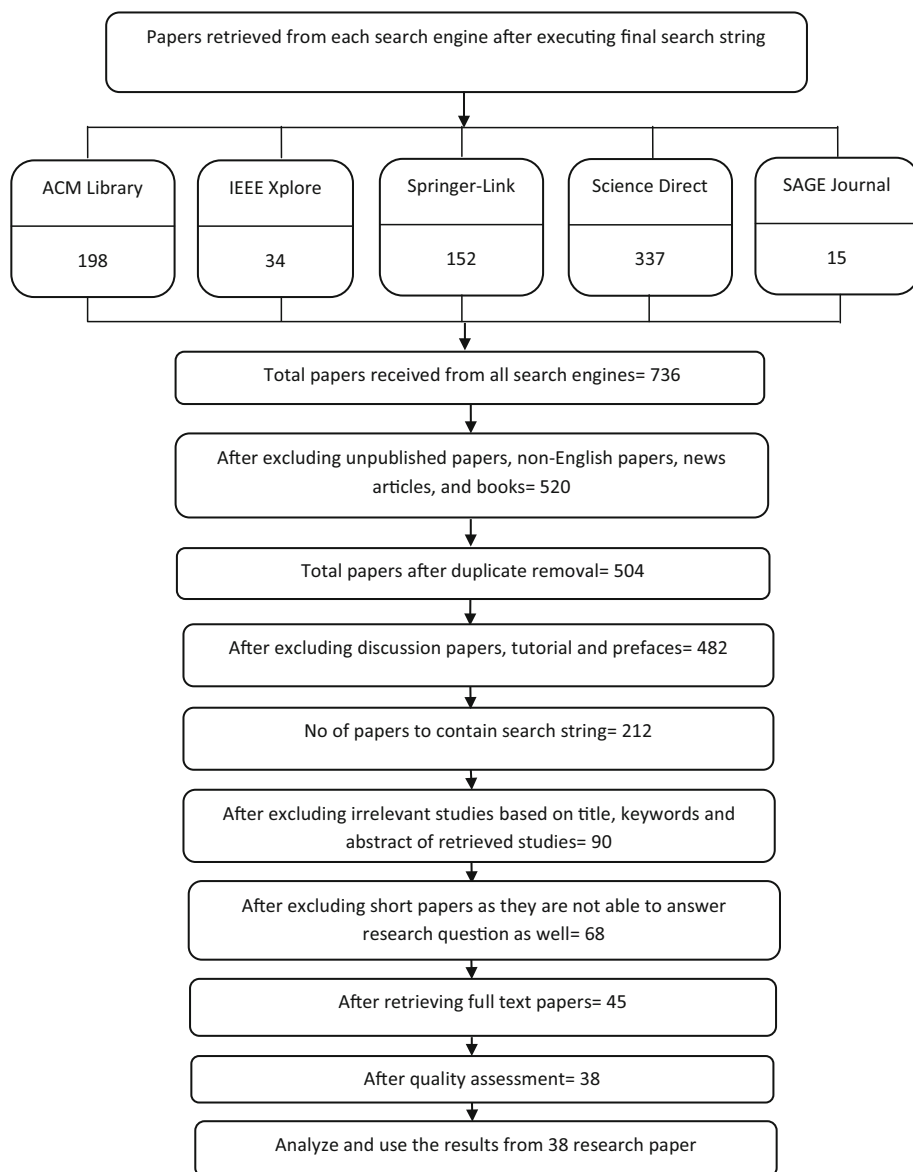 Papers retrieved from each search engine after executing final search string
ACM Library
198
IEEE Xplore
34
Springer-Link
152
Science Direct
337
SAGE Journal
15
Total papers received from all search engines= 736
After excluding unpublished papers, non-English papers, news
articles, and books= 520
Total papers after duplicate removal= 504
After excluding discussion papers, tutorial and prefaces= 482
No of papers to contain search string= 212
After excluding irrelevant studies based on title, keywords and
abstract of retrieved studies= 90
After excluding short papers as they are not able to answer
research question as well= 68
After retrieving full text papers= 45
After quality assessment= 38
Analyze and use the results from 38 research paper